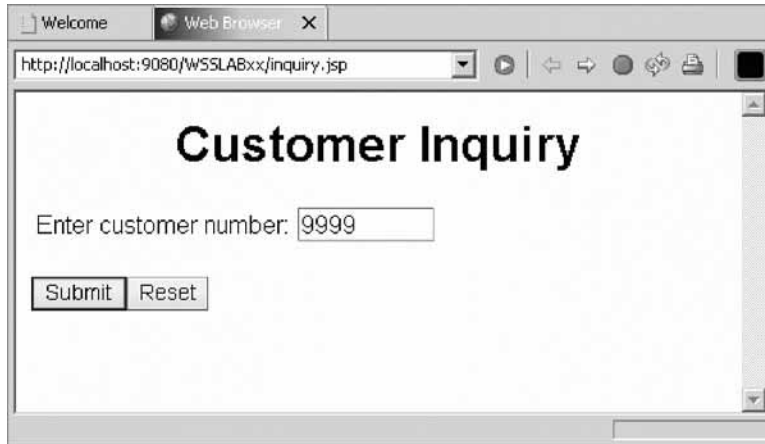 Welcome
Web Browser
http://localhost:9080/WSSLABxx/inquiry.jsp
Customer Inquiry
Enter customer number: 9999
Submit Reset